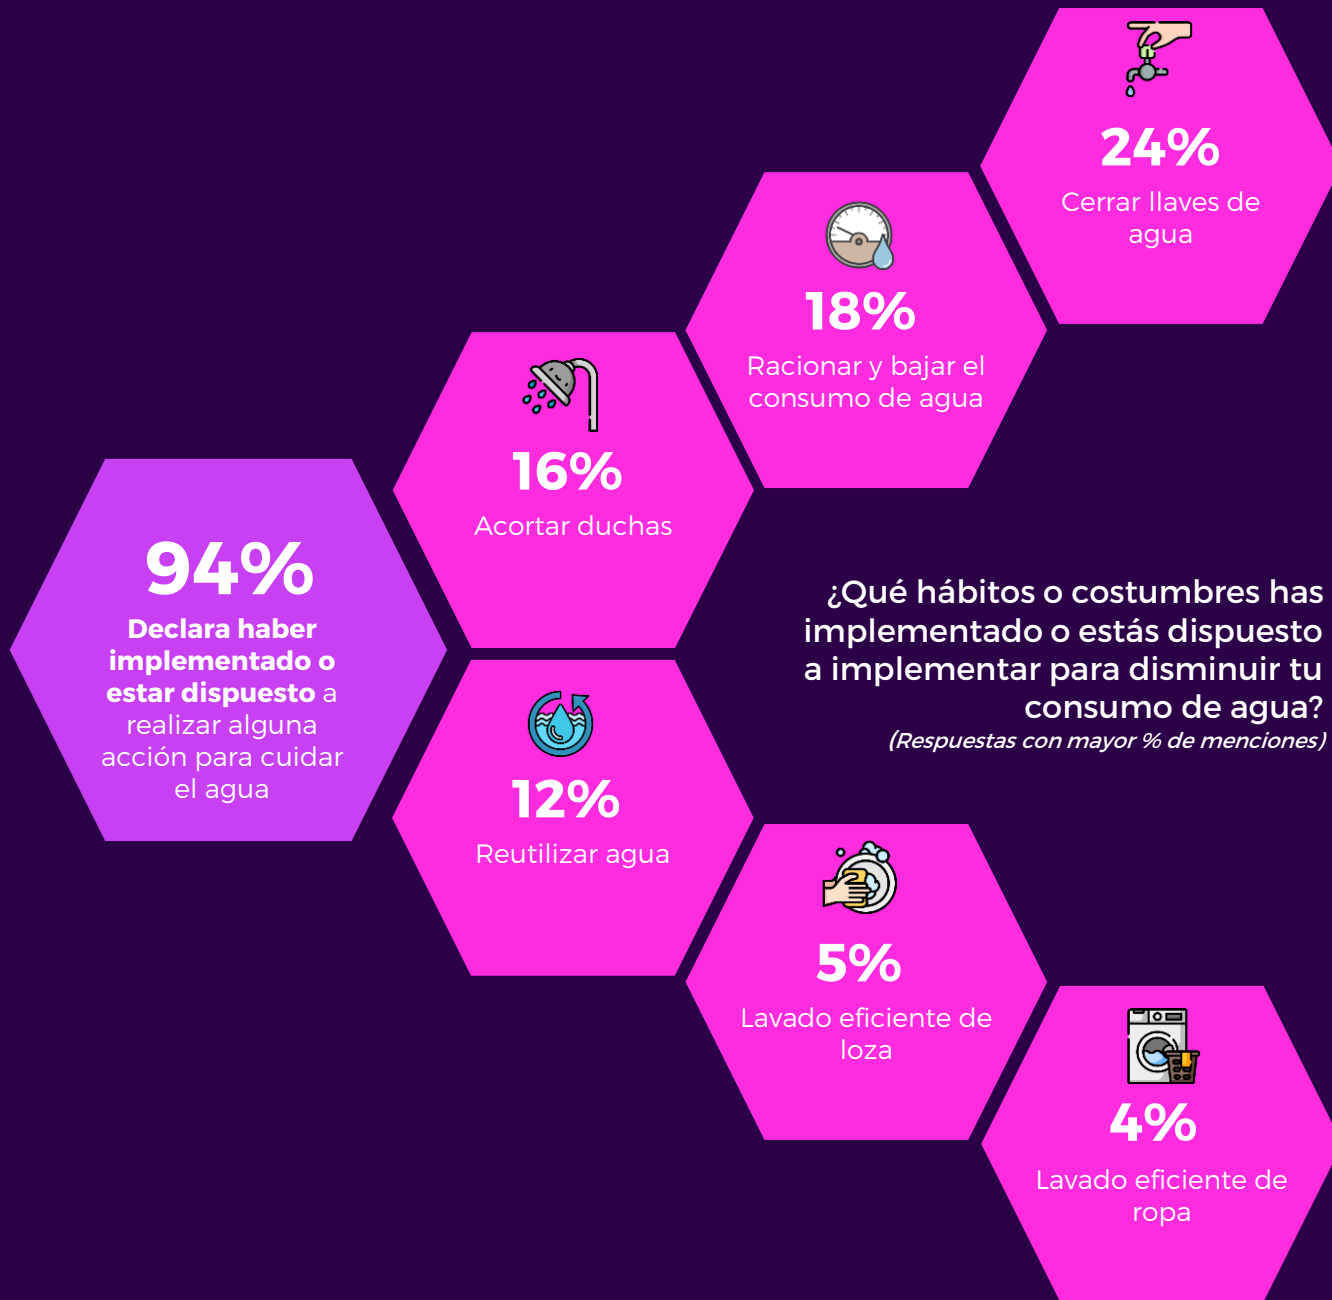 24%
Cerrar llaves de
agua
18%
Racionar y bajar el
consumo de agua
16%
Acortar duchas
94%
Declara haber
implementado o
estar dispuesto a
realizar alguna
acción para cuidar
el agua
¿Qué hábitos o costumbres has
implementado o estás dispuesto
a implementar para disminuir tu
consumo de agua?
(Respuestas con mayor % de menciones)
12%
Reutilizar agua
5%
Lavado eficiente de
loza
4%
Lavado eficiente de
ropa